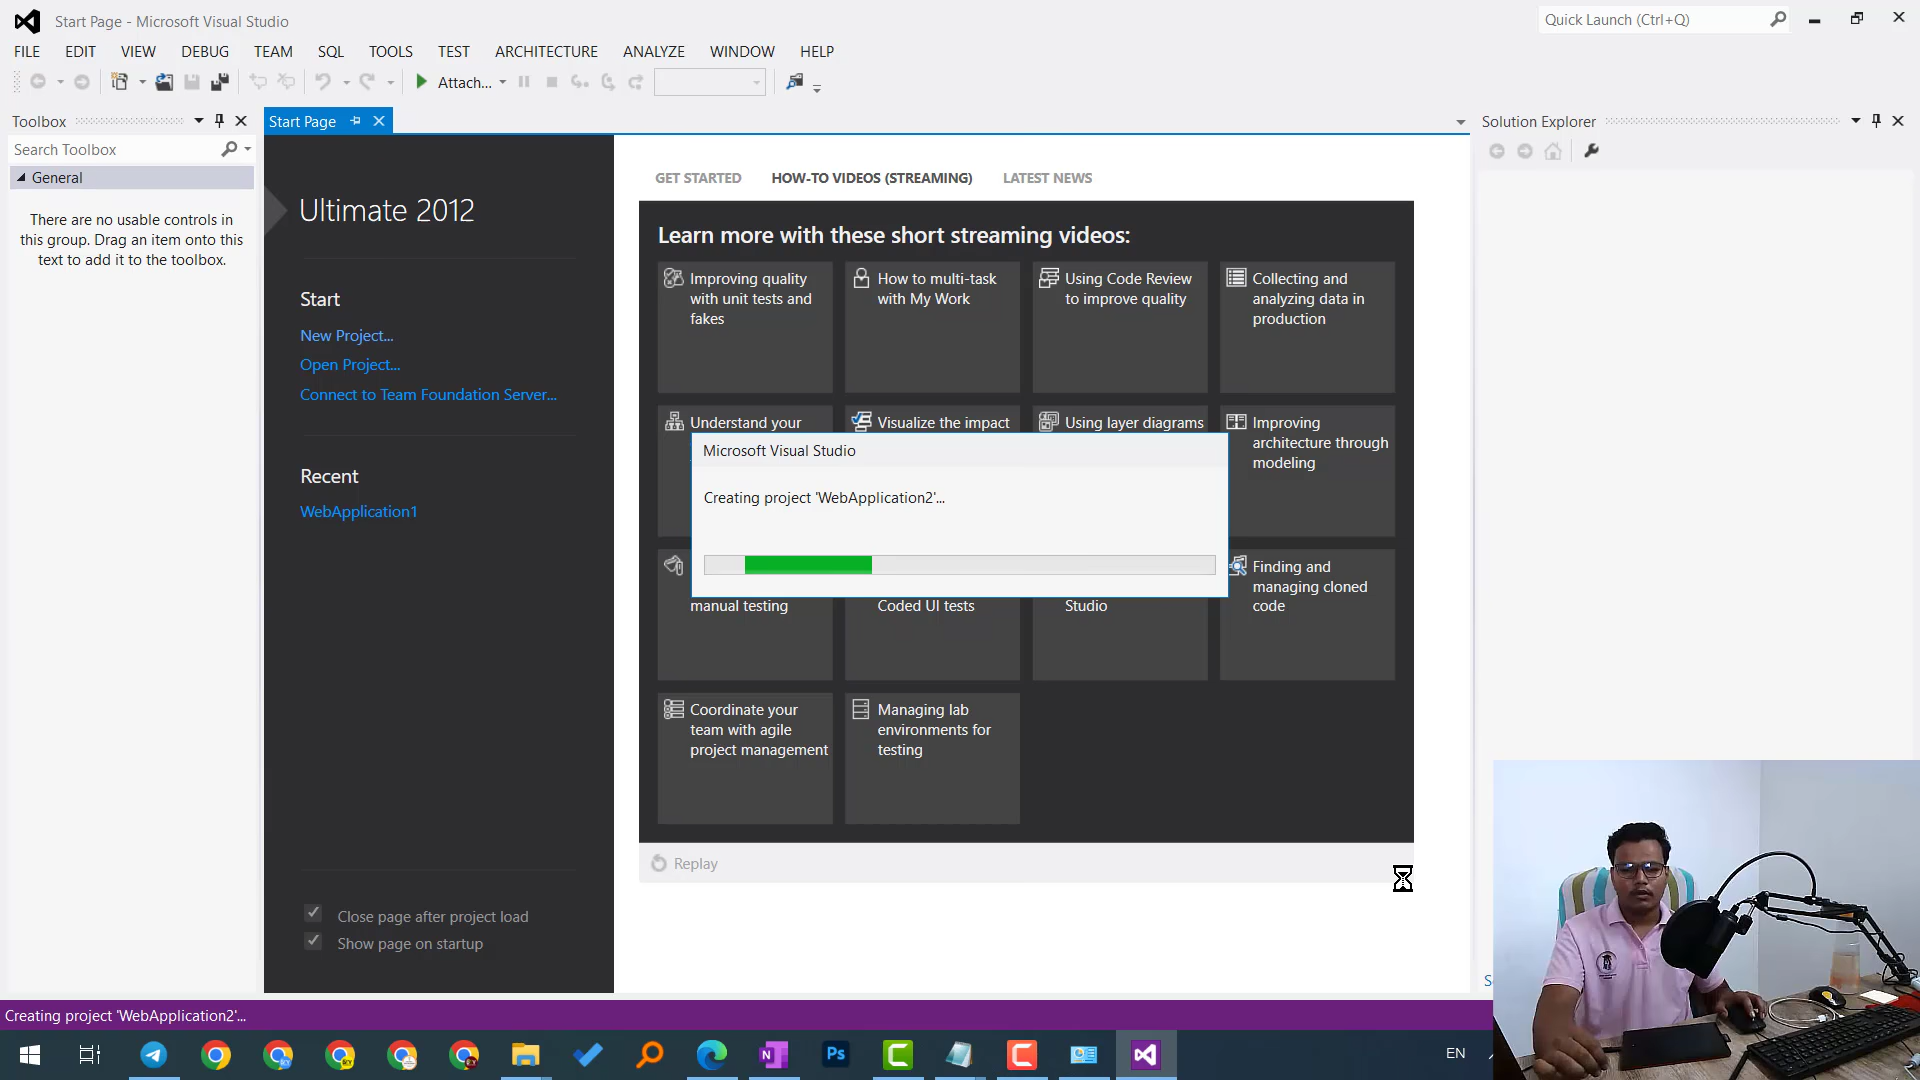 Start Page - Microsoft Visual Studio
Quick Launch (Ctrl+Q)
FILE EDIT VIEW DEBUG TEAM SQL TOOLS TEST ARCHITECTURE ANALYZE WINDOW HELP
Attach...
Toolbox
Search Toolbox
General
There are no usable controls in
this group. Drag an item onto this
text to add it to the toolbox.
Start Page
Ultimate 2012
Start
New Project...
Open Project...
Connect to Team Foundation Server...
Recent
WebApplication1
Close page after project load
Show page on startup
GET STARTED HOW-TO VIDEOS (STREAMING) LATEST NEWS
Learn more with these short streaming videos:
Improving quality
with unit tests and
fakes
How to multi-task
with My Work
Using Code Review
to improve quality
Collecting and
analyzing data in
production
Understand your
Visualize the impact
Using layer diagrams
Improving
architecture through
modeling
Microsoft Visual Studio
Creating project 'WebApplication2'...
manual testing
Coded UI tests
Studio
Finding and
managing cloned
code
Coordinate your
team with agile
project management
Managing lab
environments for
testing
Replay
Solution Explorer
Creating project 'WebApplication2'...
Ps
EN